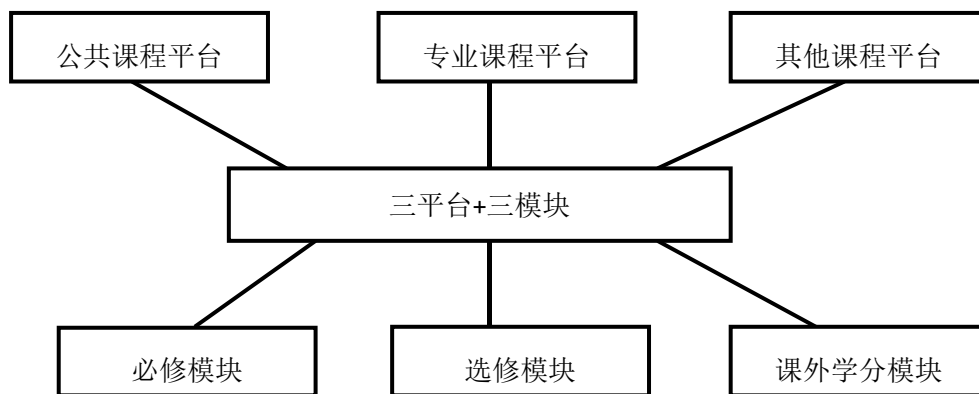 公共课程平台
专业课程平台
其他课程平台
三平台+三模块
必修模块
选修模块
课外学分模块